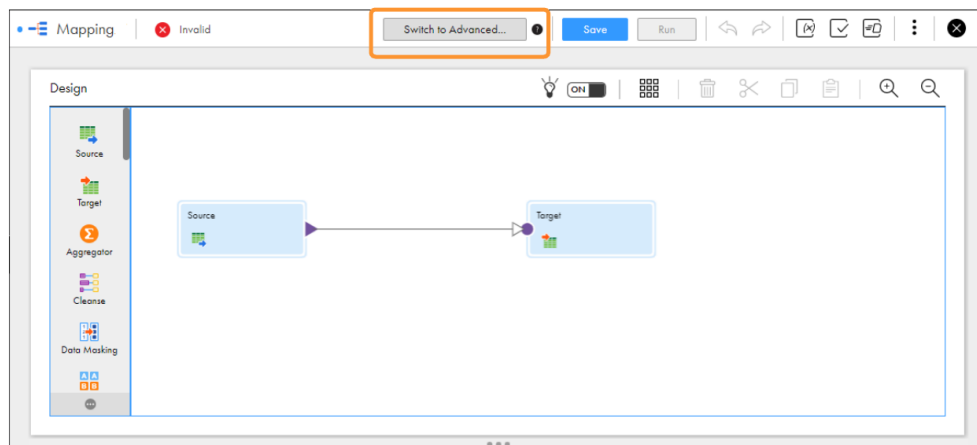 Mapping
Invalid
Switch to Advanced...
?
Save
Run
Design
ON
Source
Target
Aggregator
Cleanse
Data Masking
Source
Target